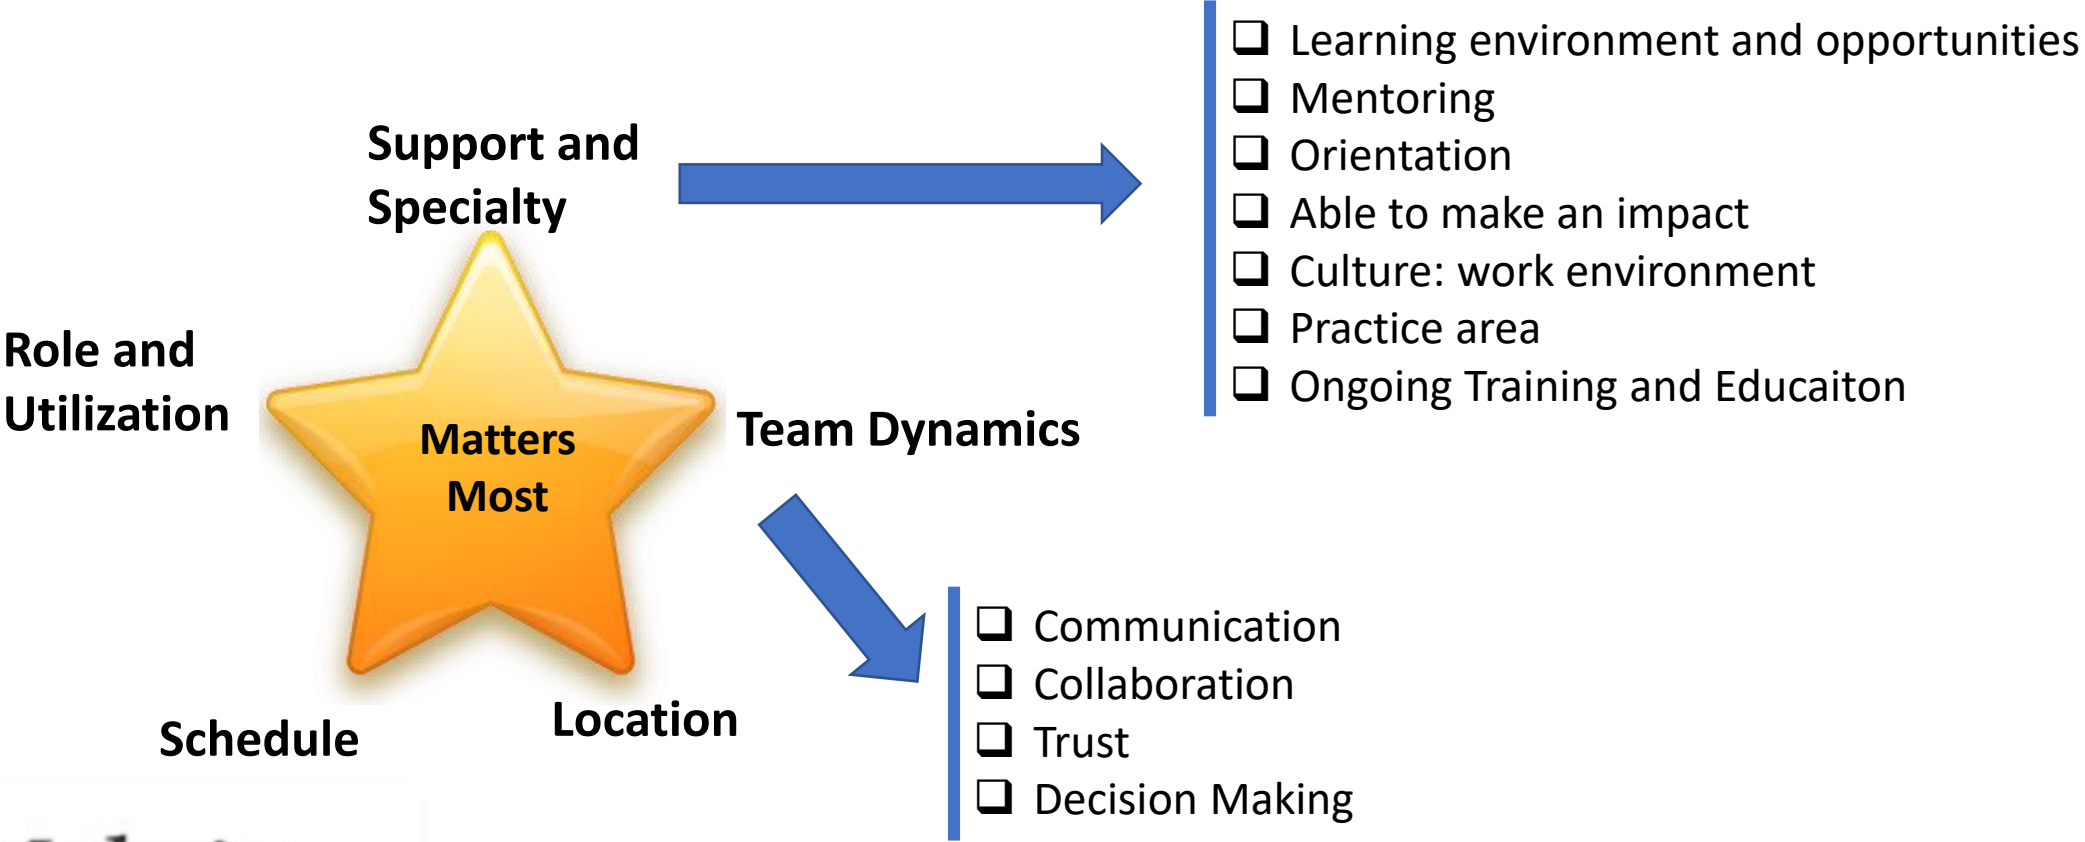 Support and
Specialty
Role and
Utilization
Matters
Most
Team Dynamics
Schedule
Location
Learning environment and opportunities
Mentoring
Orientation
Able to make an impact
Culture: work environment
Practice area
Ongoing Training and Educaiton
Communication
Collaboration
Trust
Decision Making